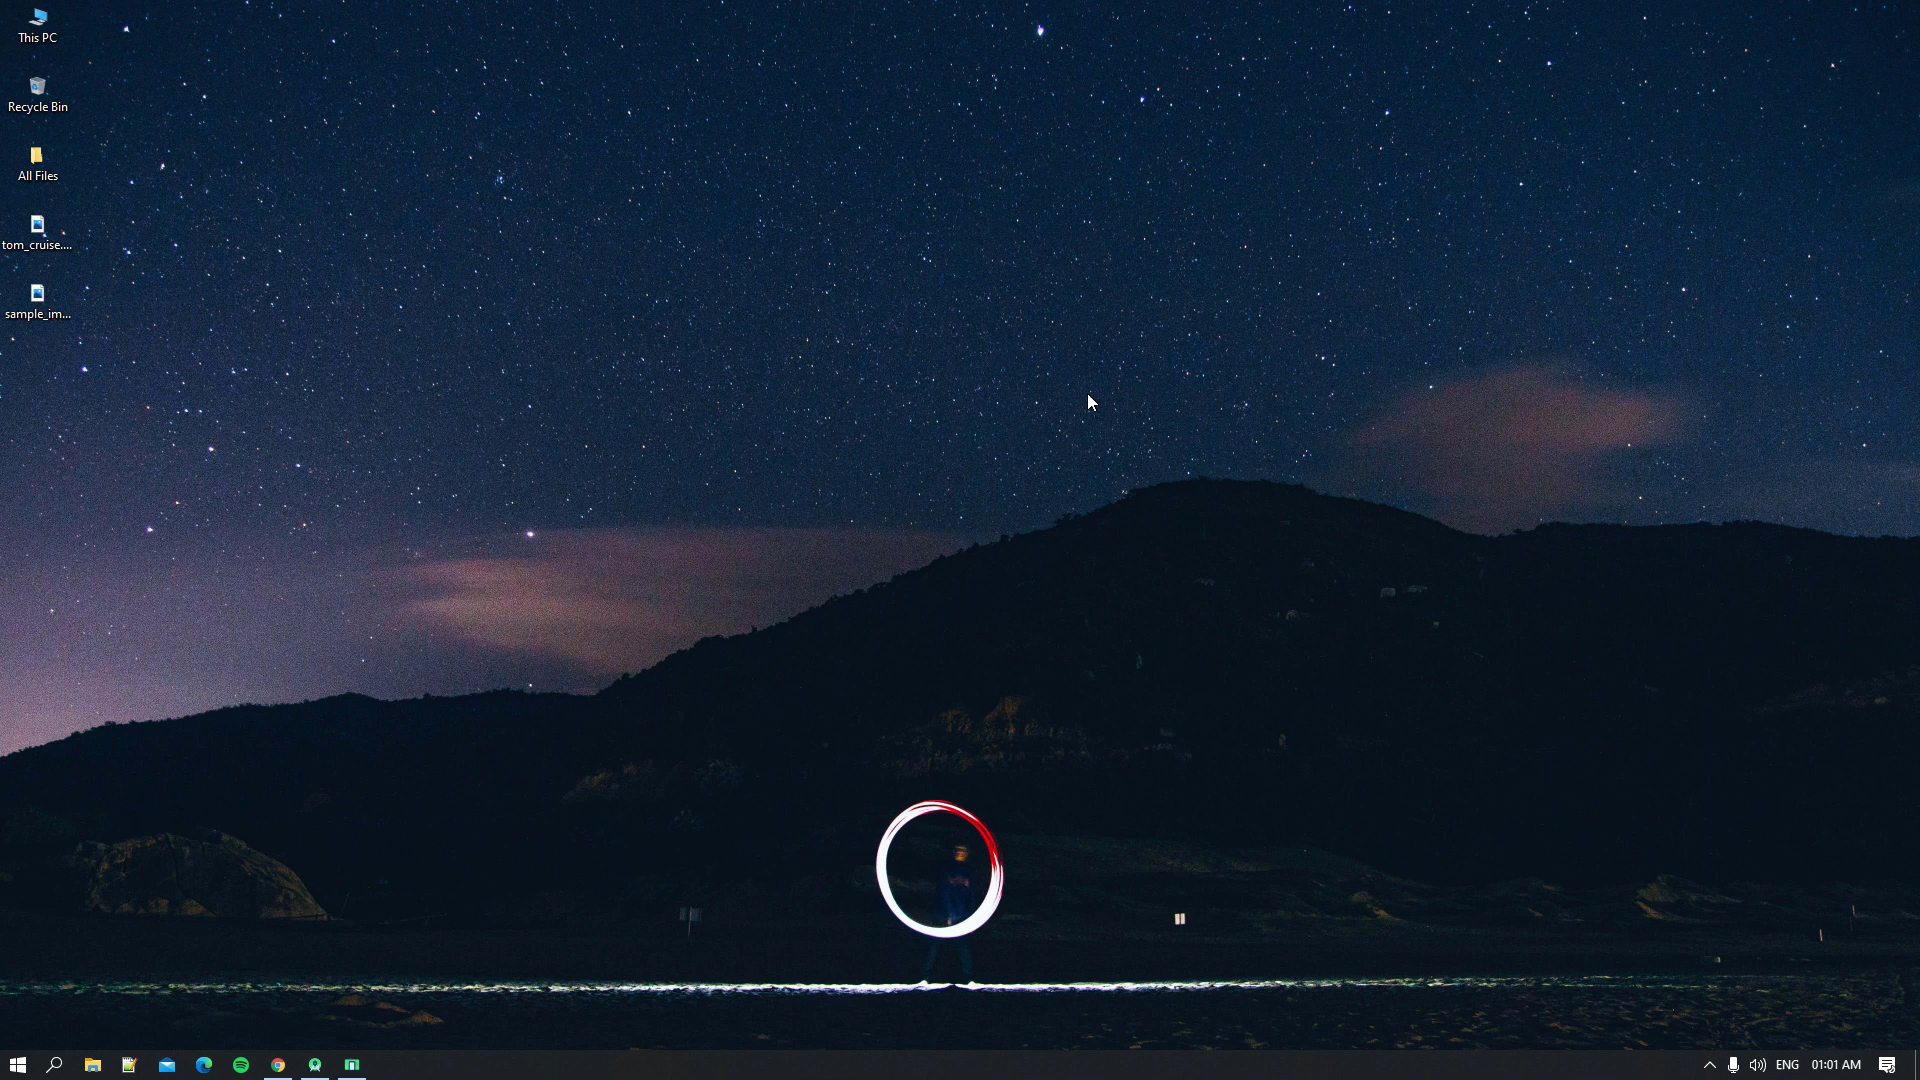 This PC
Recycle Bin
All Files
tom_cruise....
sample_im...
ENG
01:01 AM